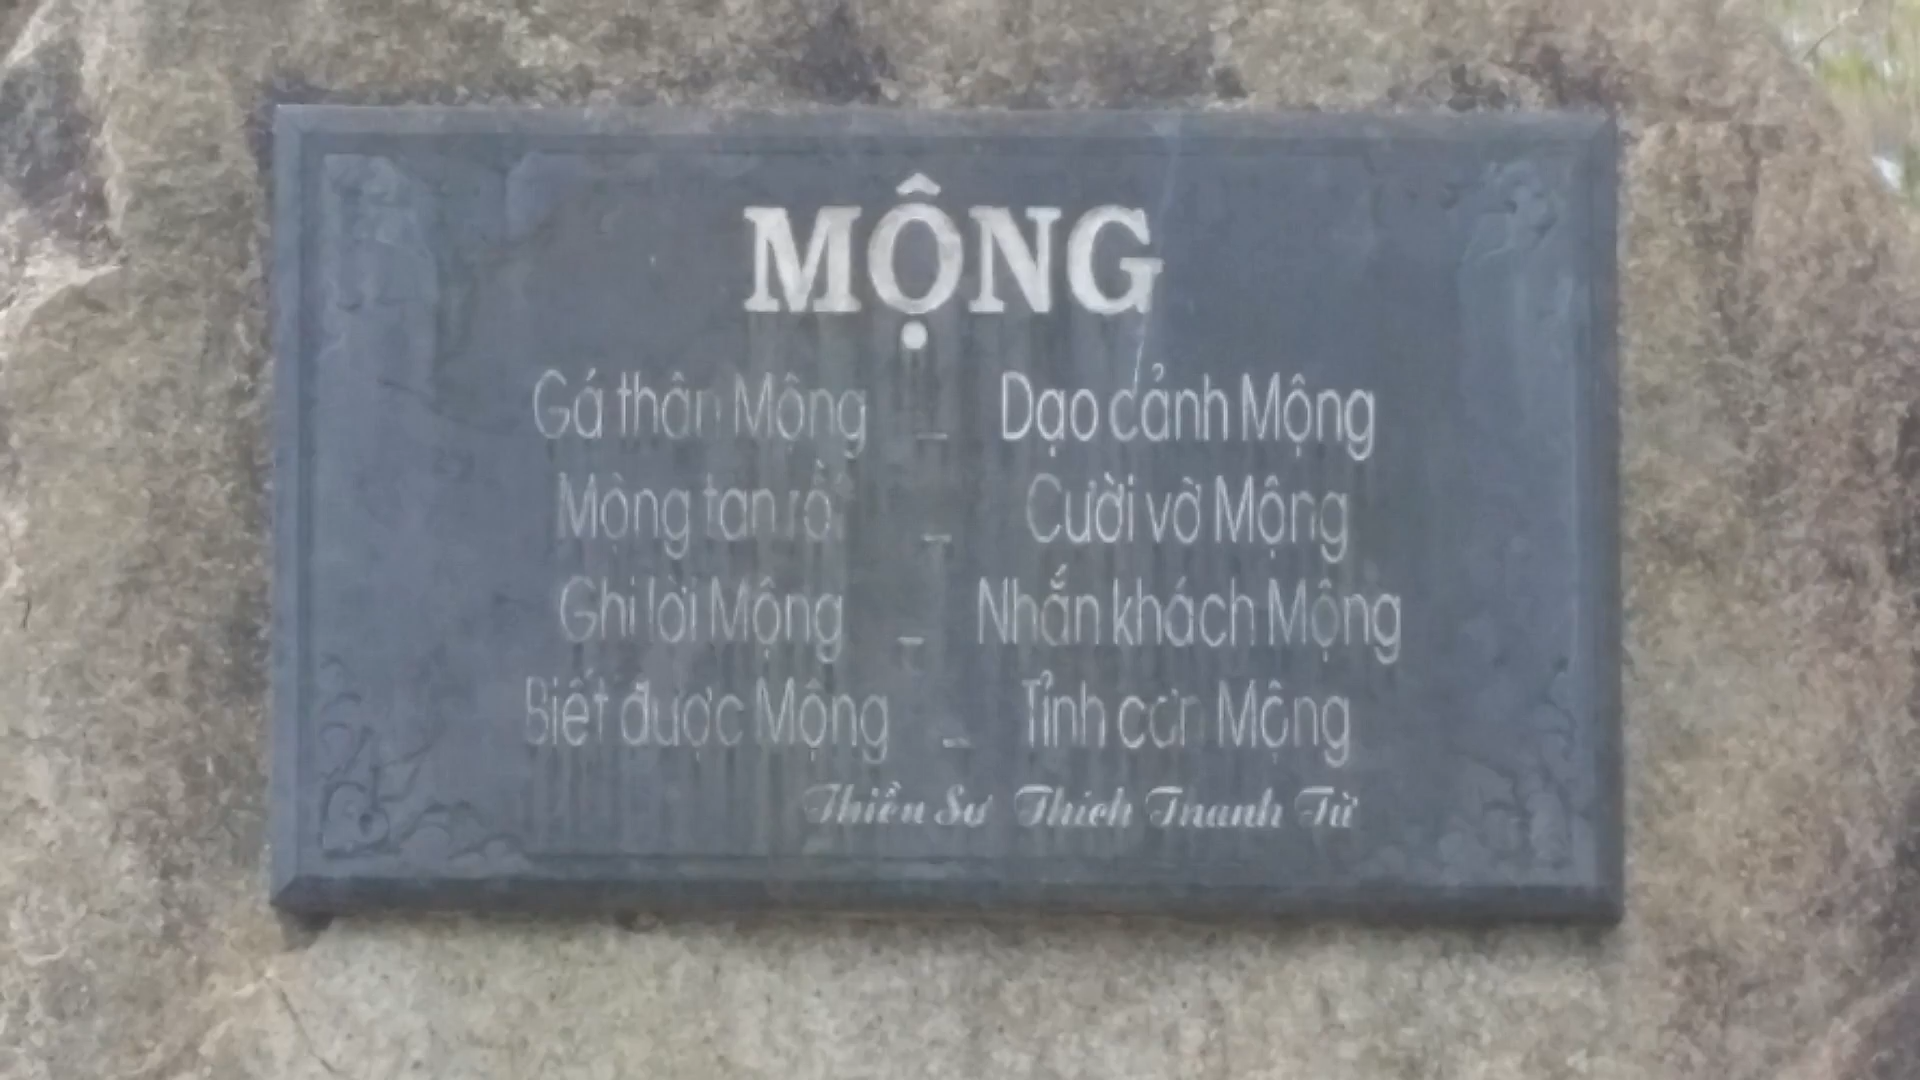 MỘNG
Gá thân Mộng - Dạo cảnh Mộng
Mộng tan rồi - Cười vỡ Mộng
Ghi lời Mộng - Nhắn khách Mộng
Biết được Mộng - Tỉnh cơn Mộng
Thiền Sư Thích Thanh Từ